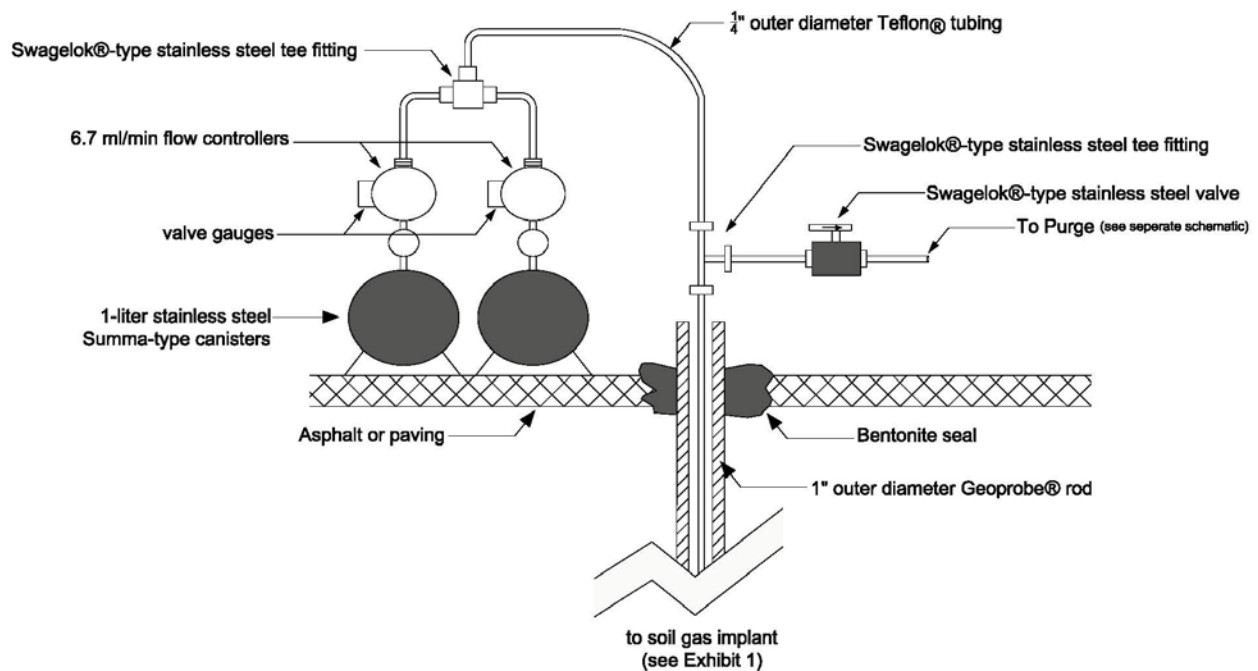 ¼" outer diameter Teflon® tubing
Swagelok®-type stainless steel tee fitting
6.7 ml/min flow controllers
Swagelok®-type stainless steel tee fitting
Swagelok®-type stainless steel valve
valve gauges
To Purge (see seperate schematic)
1-liter stainless steel
Summa-type canisters
Asphalt or paving
Bentonite seal
1" outer diameter Geoprobe® rod
to soil gas implant
(see Exhibit 1)